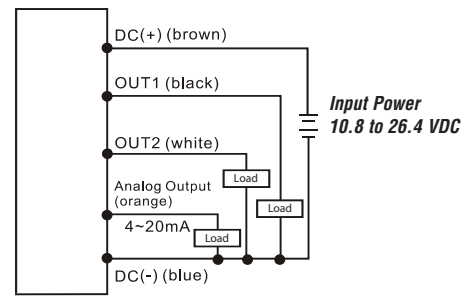 DC(+) (brown)
OUT1 (black)
Input Power
10.8 to 26.4 VDC
OUT2 (white)
Load
Analog Output
(orange)
Load
4~20mA
Load
DC(-) (blue)